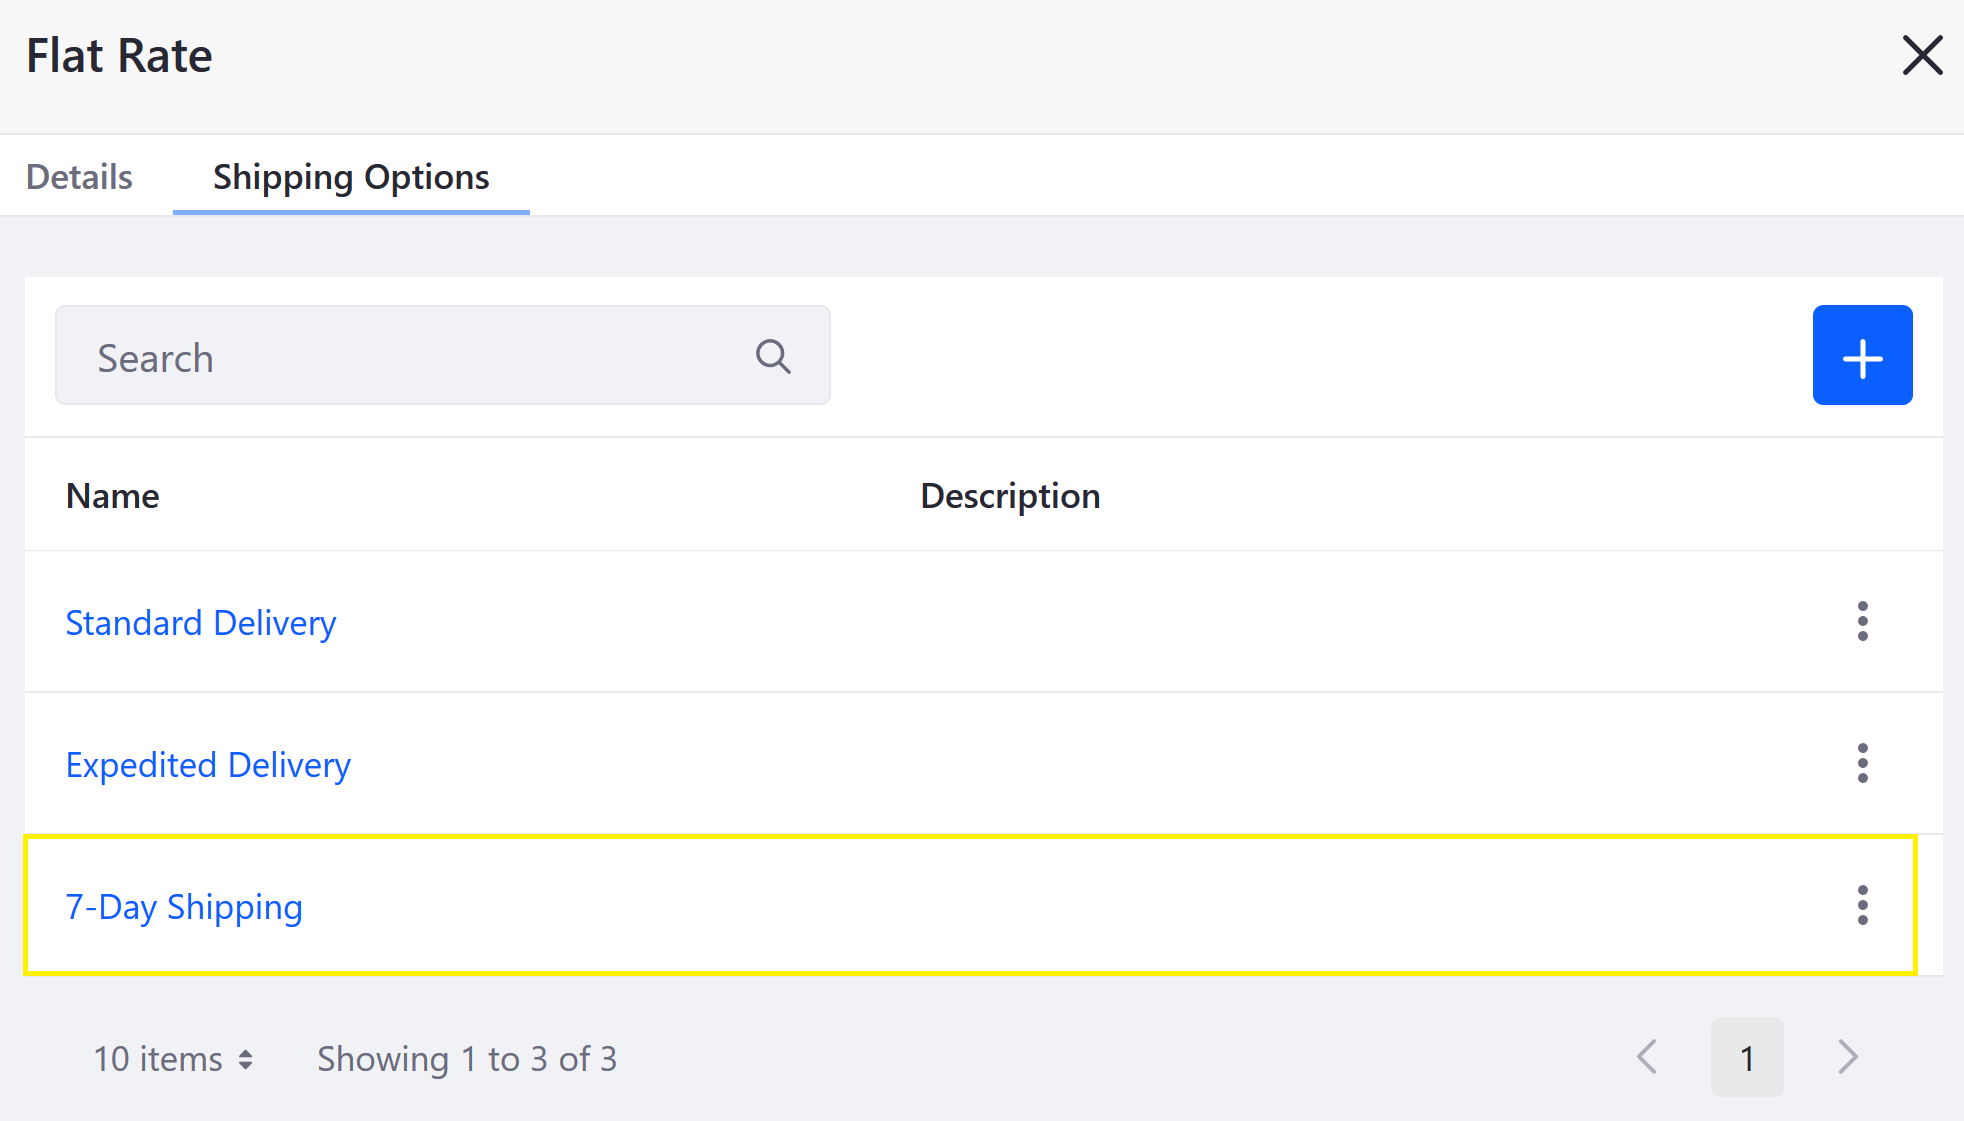 Flat Rate
Details Shipping Options
Search
Name Description
Standard Delivery
Expedited Delivery
7-Day Shipping
10 items Showing 1 to 3 of 3 1